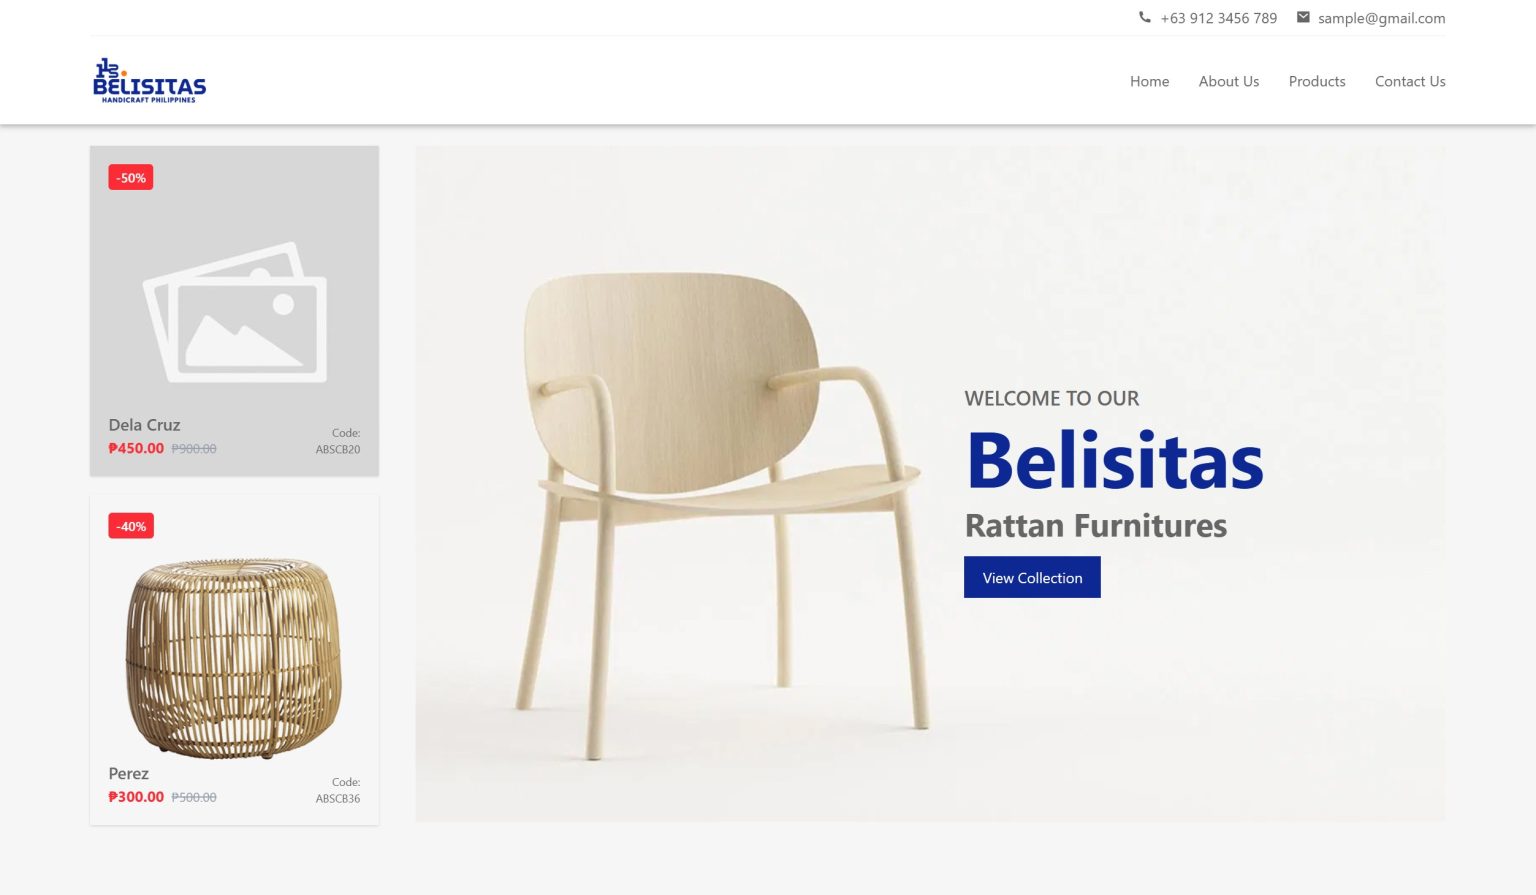 +63 912 3456 789 sample@gmail.com
BELISITAS
HANDICRAFT PHILIPPINES
Home About Us Products Contact Us
-50%
Dela Cruz
₱450.00 ₱900.00
Code:
ABSCB20
-40%
Perez
₱300.00 ₱500.00
Code:
ABSCB36
WELCOME TO OUR
Belisitas
Rattan Furnitures
View Collection